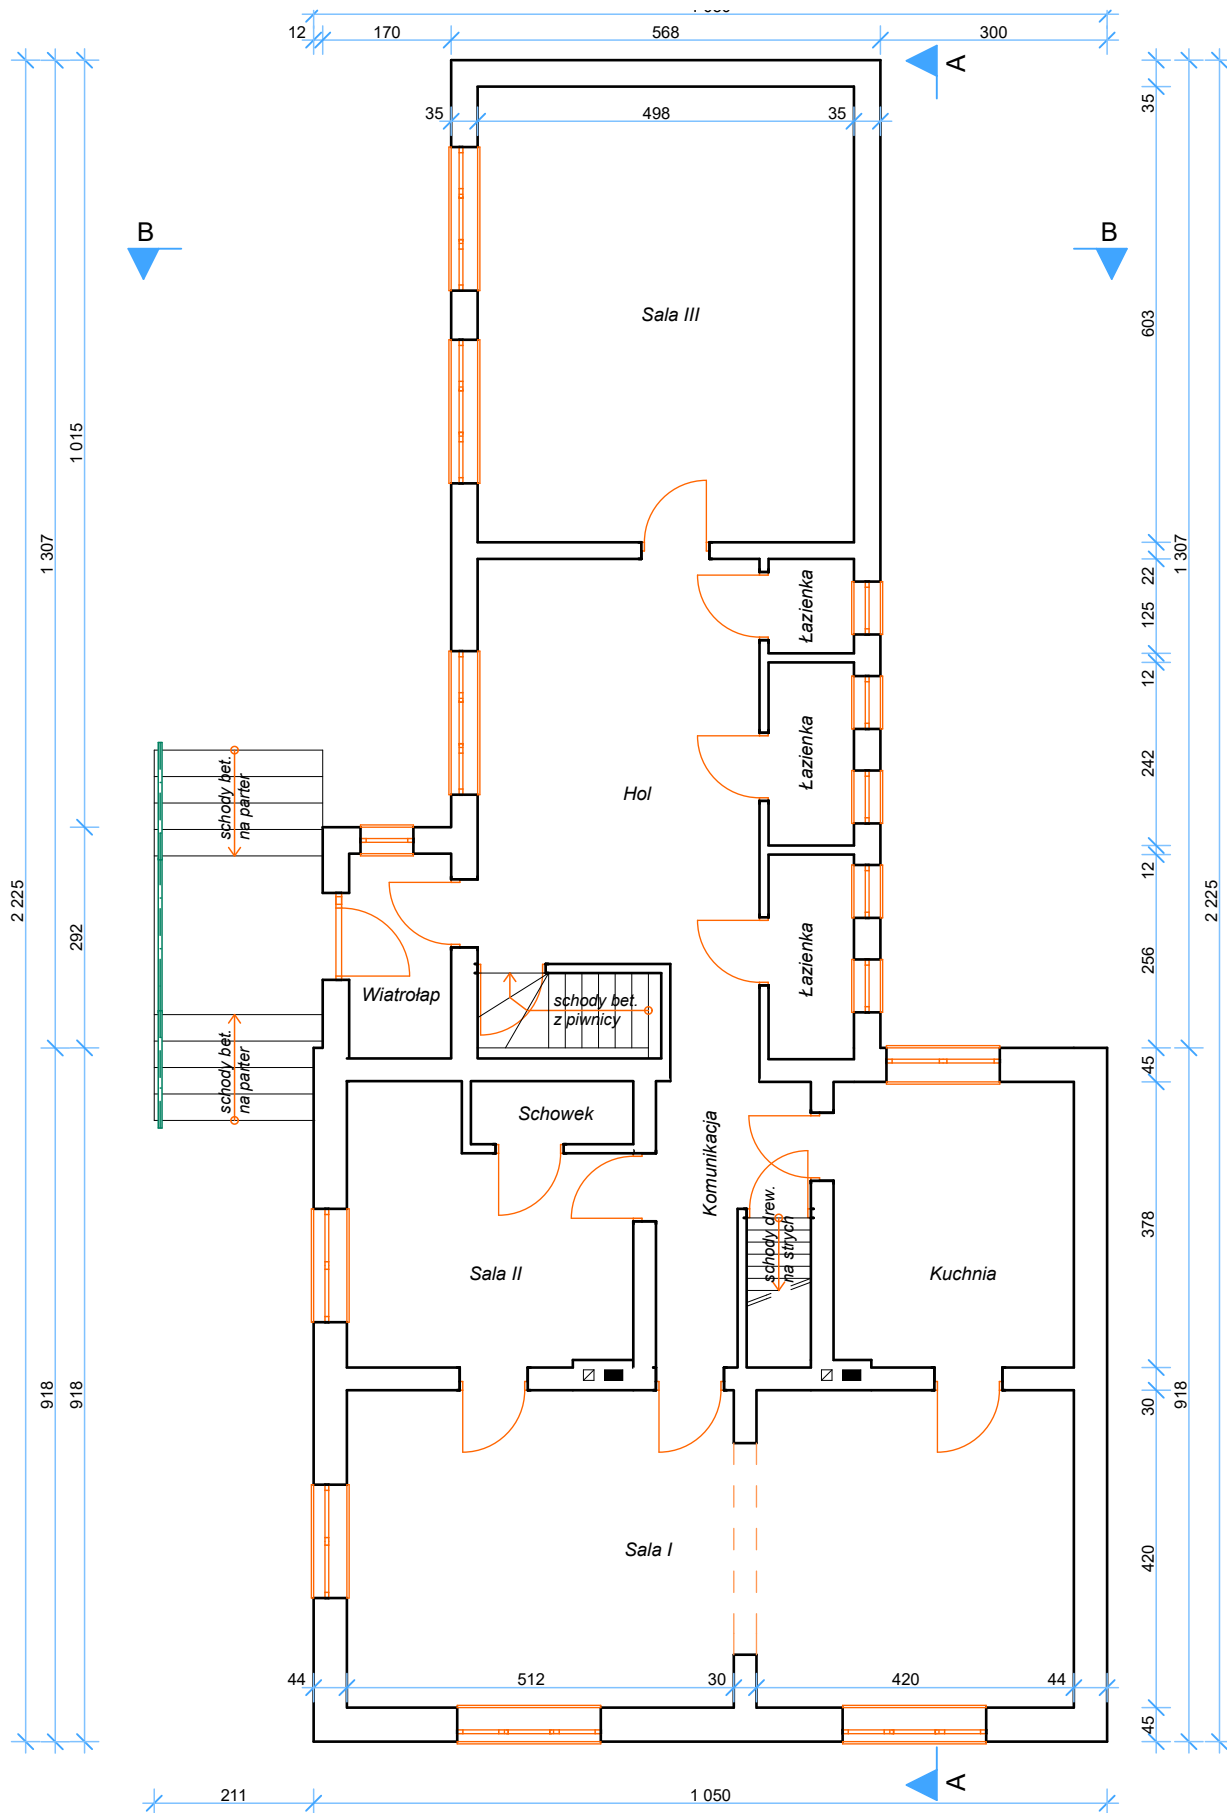 12
170
568
300
A
35
498
35
35
B
B
Sala III
603
1 015
1 307
1 307
22
125
Łazienka
12
Łazienka
242
Hol
schody bet.
na parter
12
2 225
292
2 225
256
Łazienka
Wiatrołap
schody bet.
z piwnicy
schody bet.
na parter
45
Schowek
Komunikacja
378
schody drew.
na strych
Sala II
Kuchnia
918
918
30
918
420
Sala I
44
512
30
420
44
45
A
211
1 050